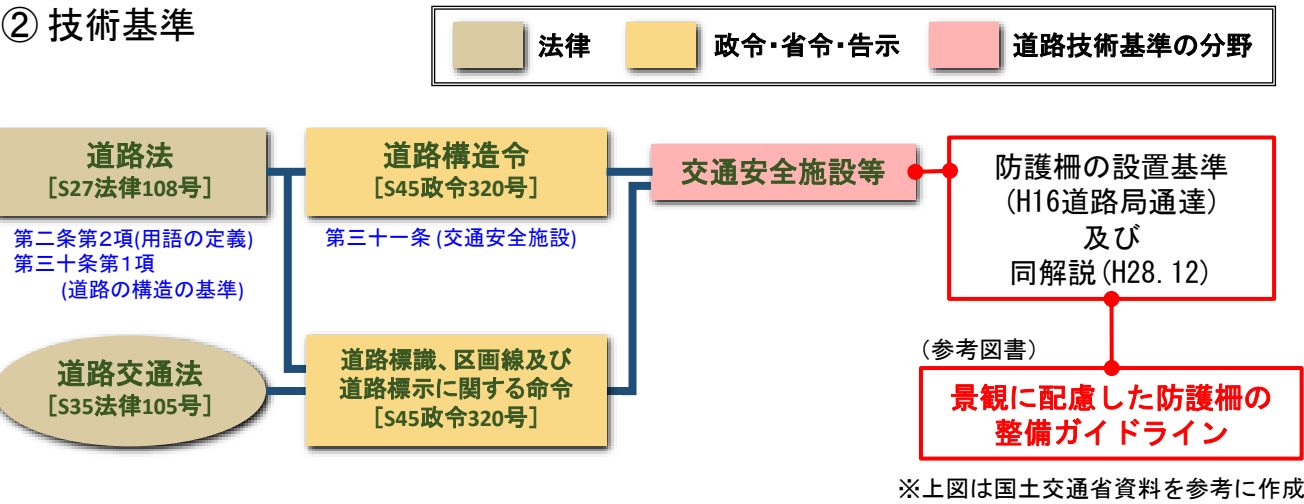 ② 技術基準
法律
政令・省令・告示
道路技術基準の分野
道路法
[S27法律108号]
第二条第2項(用語の定義)
第三十条第1項
(道路の構造の基準)
道路構造令
[S45政令320号]
第三十一条(交通安全施設)
交通安全施設等
防護柵の設置基準
(H16道路局通達)
及び
同解説(H28.12)
道路交通法
[S35法律105号]
道路標識、区画線及び
道路標示に関する命令
[S45政令320号]
(参考図書)
景観に配慮した防護柵の
整備ガイドライン
※上図は国土交通省資料を参考に作成